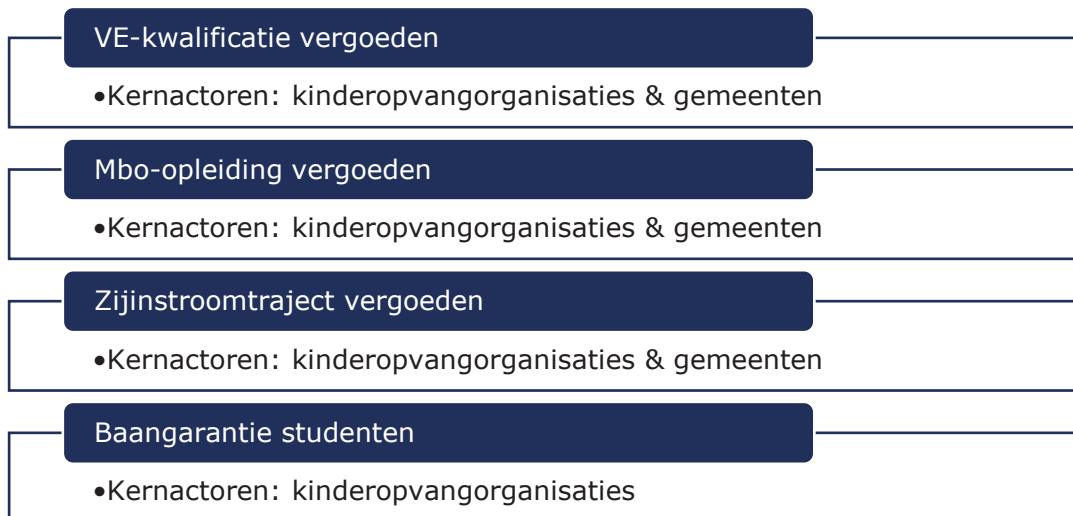 VE-kwalificatie vergoeden
•Kernactoren: kinderopvangorganisaties & gemeenten
Mbo-opleiding vergoeden
•Kernactoren: kinderopvangorganisaties & gemeenten
Zijinstroomtraject vergoeden
•Kernactoren: kinderopvangorganisaties & gemeenten
Baangarantie studenten
•Kernactoren: kinderopvangorganisaties